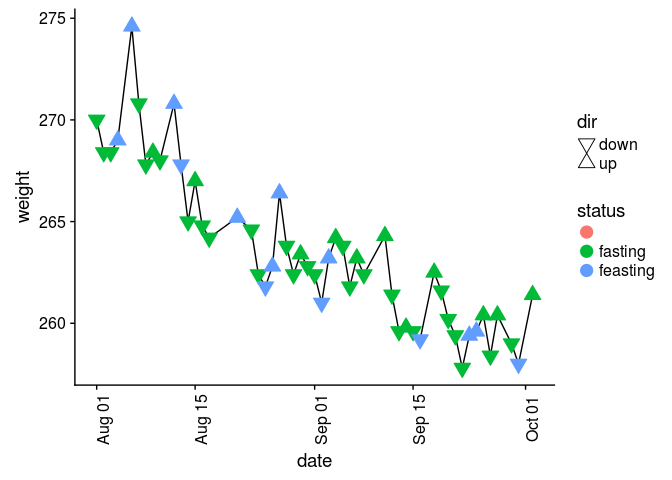 275
270
265
260
weight
Aug 01
Aug 15
Sep 01
Sep 15
Oct 01
date
dir
down
up
status
fasting
feasting